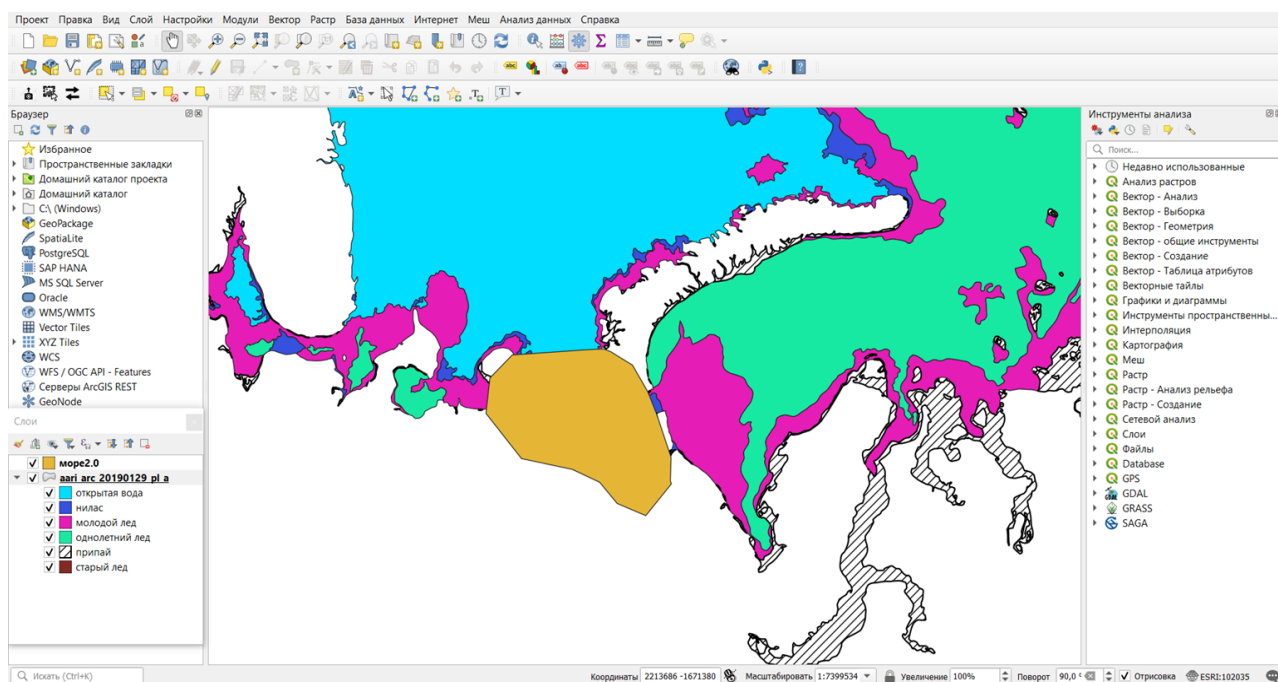 Проект Правка Вид Слой Настройки Модули Вектор Растр База данных Интернет Меш Анализ данных Справка
Браузер
Избранное
Пространственные закладки
Домашний каталог проекта
Домашний каталог
C:\ (Windows)
GeoPackage
SpatiaLite
PostgreSQL
SAP HANA
MS SQL Server
Oracle
WMS/WMTS
Vector Tiles
XYZ Tiles
WCS
WFS / OGC API - Features
Серверы ArcGIS REST
GeoNode
Слои
море2.0
aari_arc_20190129_pl_a
открытая вода
нилас
молодой лед
однолетний лед
припай
старый лед
Инструменты анализа
Поиск...
Недавно использованные
Анализ растров
Вектор - Анализ
Вектор - Выборка
Вектор - Геометрия
Вектор - общие инструменты
Вектор - Создание
Вектор - Таблица атрибутов
Векторные тайлы
Графики и диаграммы
Инструменты пространственны...
Интерполяция
Картография
Меш
Растр
Растр - Анализ рельефа
Растр - Создание
Сетевой анализ
Слои
Файлы
Database
GPS
GDAL
GRASS
SAGA
Искать (Ctrl+K) Координаты 2213686 -1671380 Масштабировать 1:7399534 Увеличение 100% Поворот 90,0 ° Отрисовка ESRI:102035